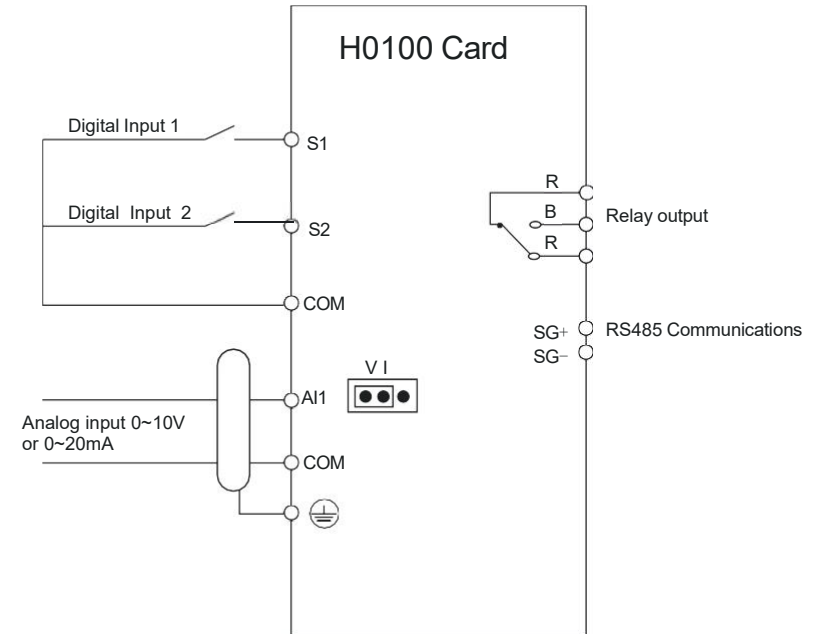 H0100 Card
Digital Input 1
S1
Digital Input 2
S2
COM
R
B
R
Relay output
SG+
SG−
RS485 Communications
V I
AI1
Analog input 0~10V
or 0~20mA
COM